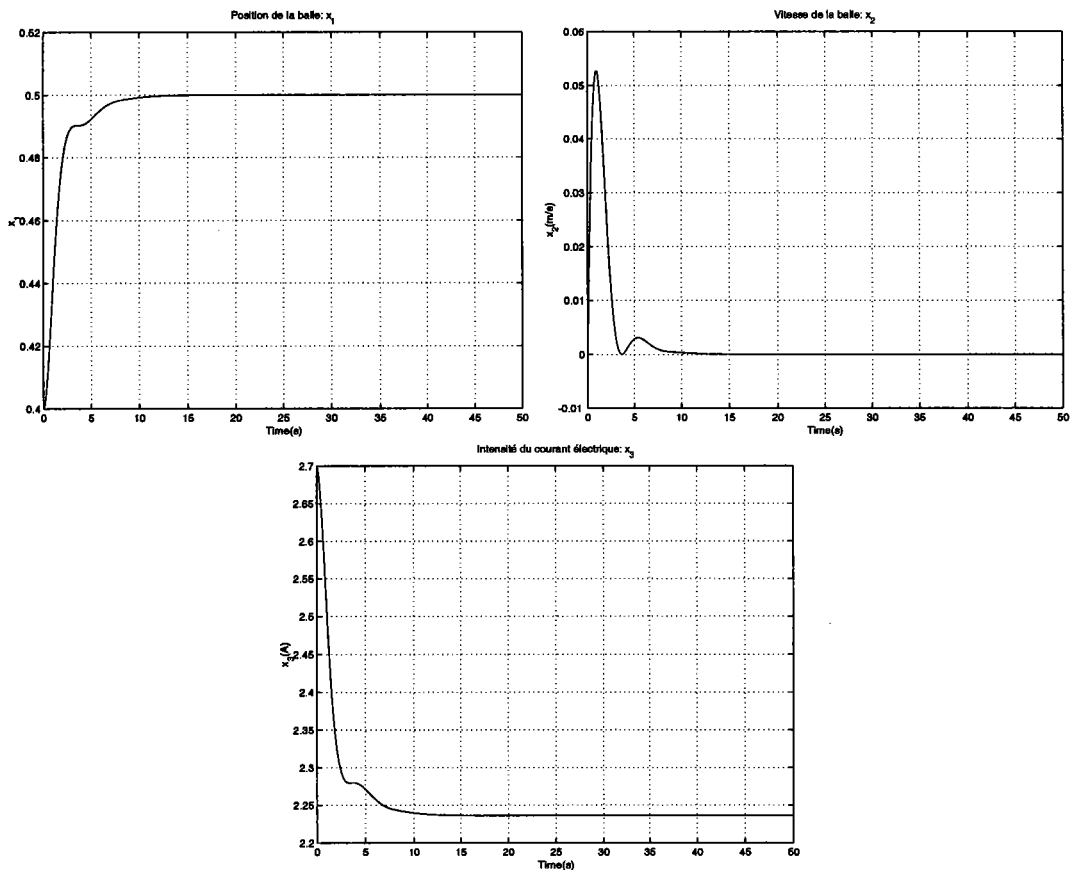 Position de la balle: x1
0.52
0.5
0.48
0.46
0.44
0.42
0.4
x1
0 5 10 15 20 25 30 35 40 45 50
Time(s)
Vitesse de la balle: x2
0.06
0.05
0.04
0.03
0.02
0.01
0
-0.01
x2(m/s)
0 5 10 15 20 25 30 35 40 45 50
Time(s)
Intensité du courant électrique: x3
2.7
2.65
2.6
2.55
2.5
2.45
2.4
2.35
2.3
2.25
2.2
x3(A)
0 5 10 15 20 25 30 35 40 45 50
Time(s)